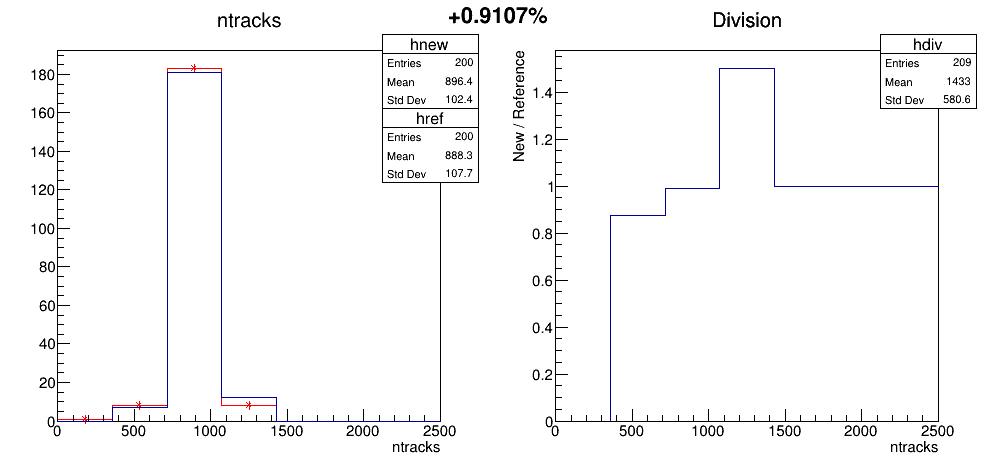 +0.9107%
ntracks
hnew
Entries 200
Mean 896.4
Std Dev 102.4
href
Entries 200
Mean 888.3
Std Dev 107.7
180
160
140
120
100
80
60
40
20
0
0 500 1000 1500 2000 2500
ntracks
Division
hdiv
Entries 209
Mean 1433
Std Dev 580.6
New / Reference
1.4
1.2
1
0.8
0.6
0.4
0.2
0
0 500 1000 1500 2000 2500
ntracks